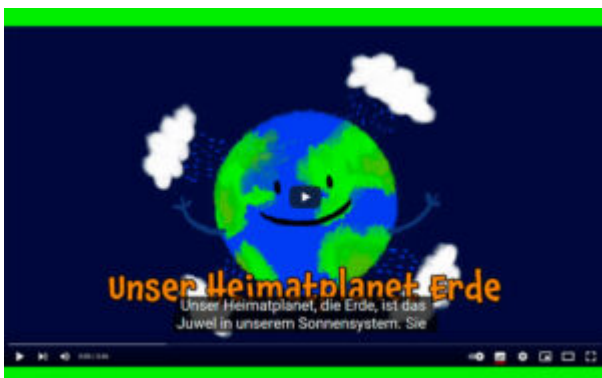 Unser Heimatplanet Erde
Unser Heimatplanet, die Erde, ist das
Juwel in unserem Sonnensystem. Sie